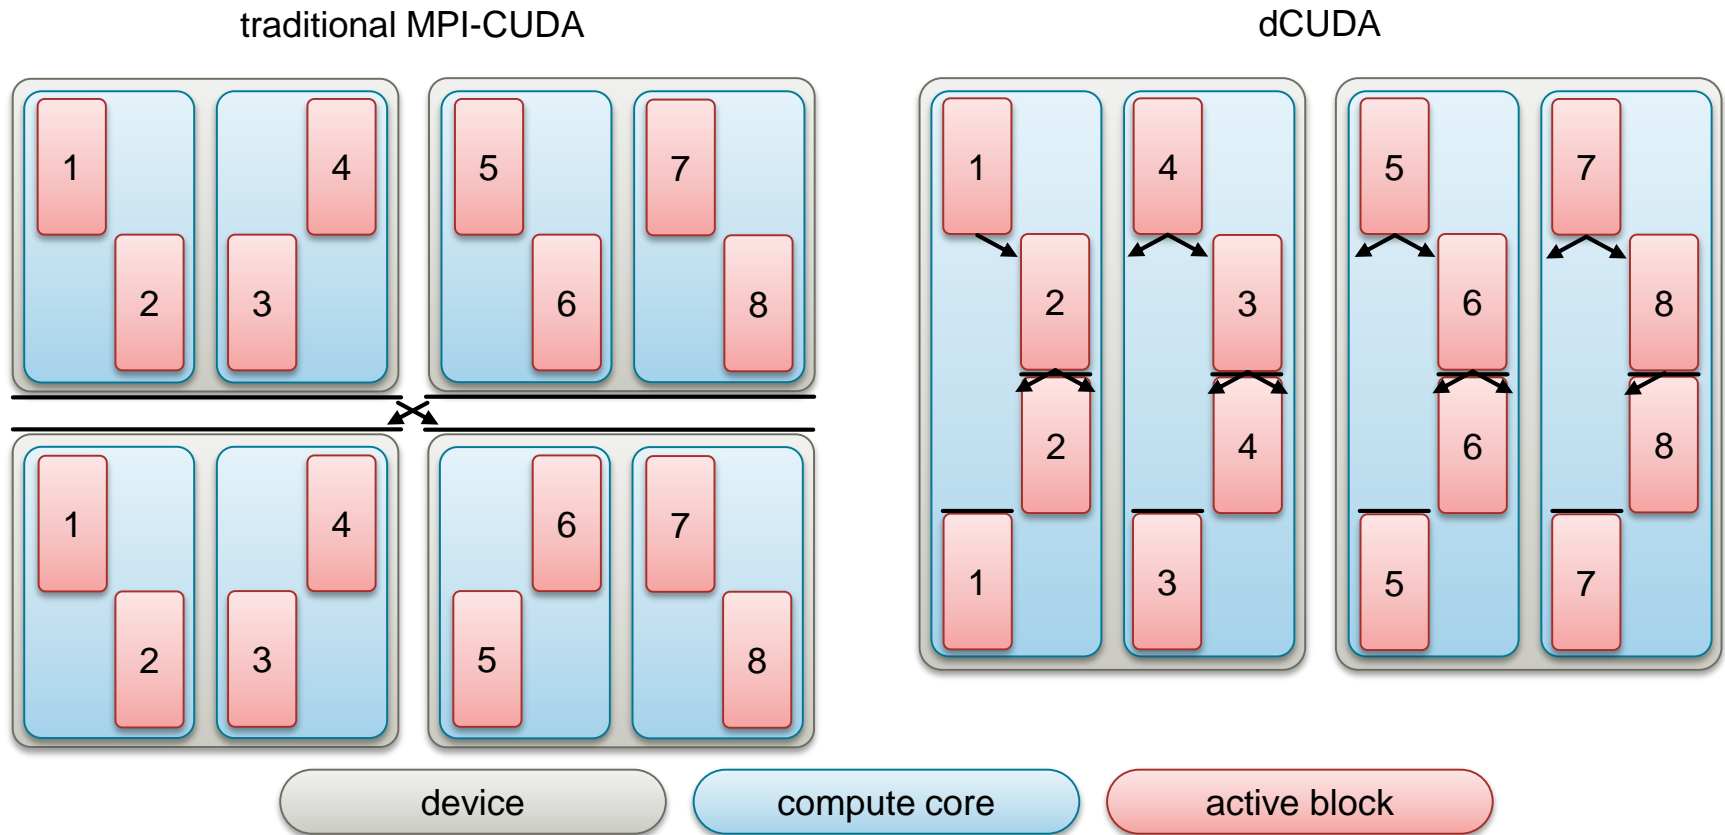 traditional MPI-CUDA
dCUDA
1 4 5 7
2 3 6 8
1 4 6 7
2 3 5 8
1 4 5 7
2 3 6 8
2 4 6 8
1 3 5 7
device compute core active block